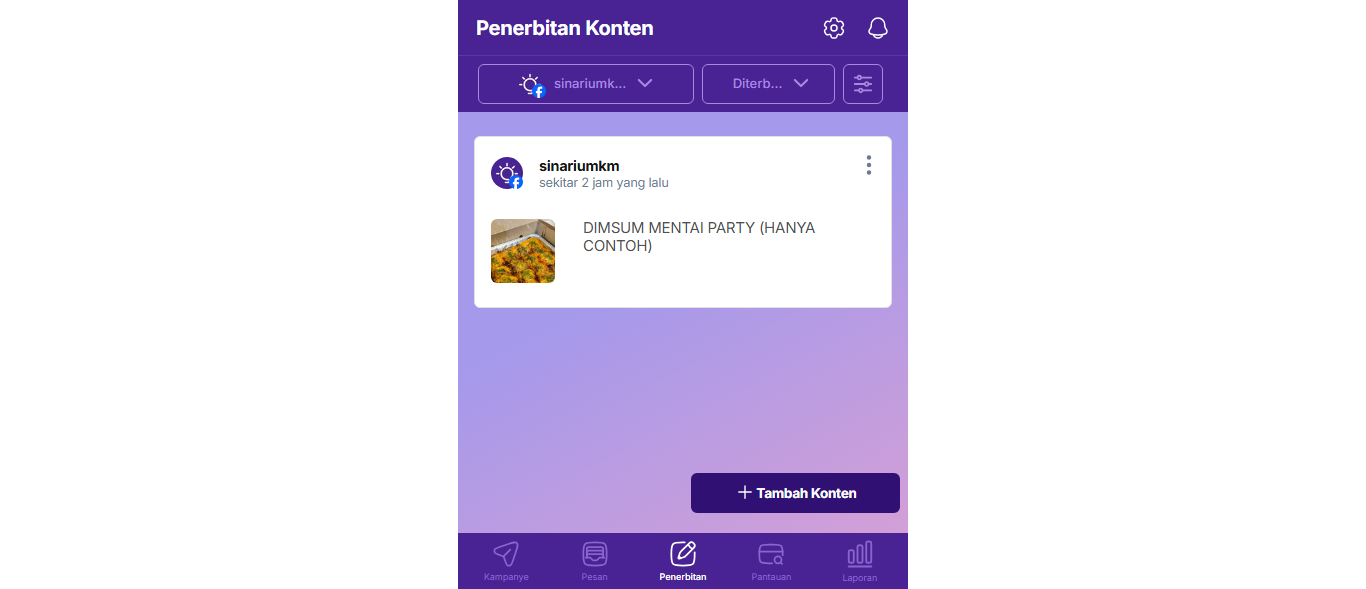 Penerbitan Konten
sinariumk...
Diterb...
sinariumkm
sekitar 2 jam yang lalu
DIMSUM MENTAI PARTY (HANYA
CONTOH)
Tambah Konten
Kampanye
Pesan
Penerbitan
Pantauan
Laporan